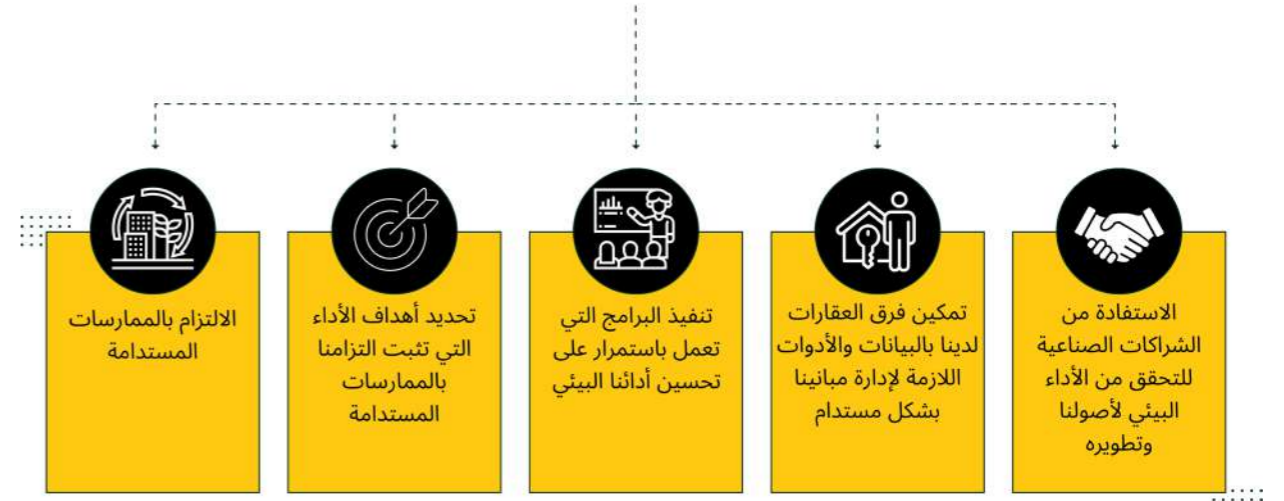 الاستفادة من
الشراكات الصناعية
للتحقق من الأداء
البيئي لأصولنا
وتطويره
تمكين فرق العقارات
لدينا بالبيانات والأدوات
اللازمة لإدارة مبانينا
بشكل مستدام
تنفيذ البرامج التي
تعمل باستمرار على
تحسين أدائنا البيئي
تحديد أهداف الأداء
التي تثبت التزامنا
بالممارسات
المستدامة
الالتزام بالممارسات
المستدامة